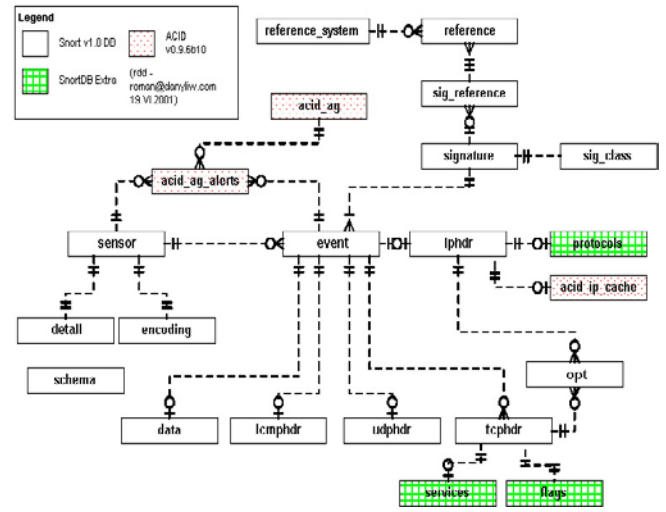 Legend
Snort v1.0 DB
ACID
v0.9.6b10
SnortDB Extra
(rdd -
roman@danyliw.com
19.VI.2001)
reference_system
reference
sig_reference
acid_ag
signature
sig_class
acid_ag_alerts
sensor
event
iphdr
protocols
acid_ip_cache
detail
encoding
schema
opt
data
icmphdr
udphdr
tcphdr
services
flags